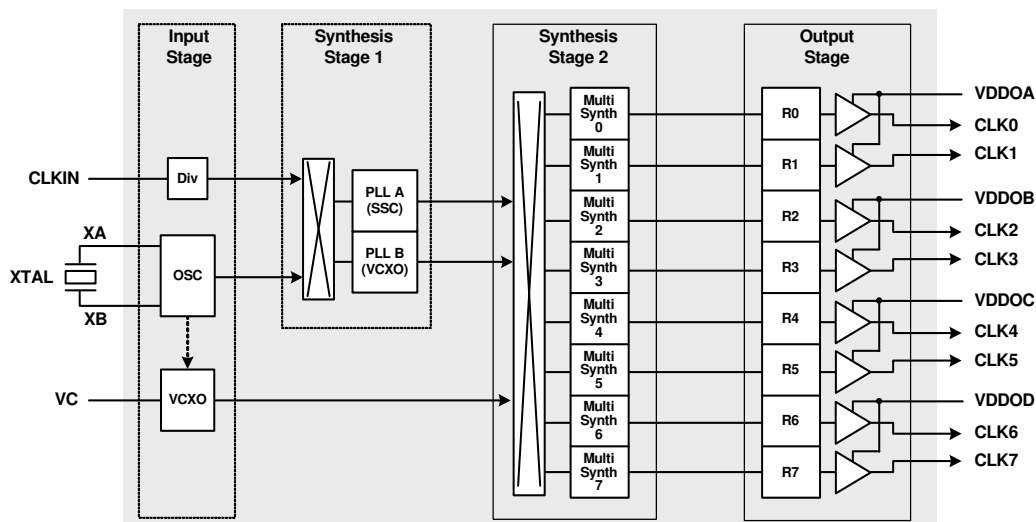 Input
Stage
Synthesis
Stage 1
Synthesis
Stage 2
Output
Stage
CLKIN
Div
XA
XTAL
XB
OSC
VC
VCXO
PLL A
(SSC)
PLL B
(VCXO)
Multi
Synth
0
Multi
Synth
1
Multi
Synth
2
Multi
Synth
3
Multi
Synth
4
Multi
Synth
5
Multi
Synth
6
Multi
Synth
7
R0
R1
R2
R3
R4
R5
R6
R7
VDDOA
CLK0
CLK1
VDDOB
CLK2
CLK3
VDDOC
CLK4
CLK5
VDDOD
CLK6
CLK7